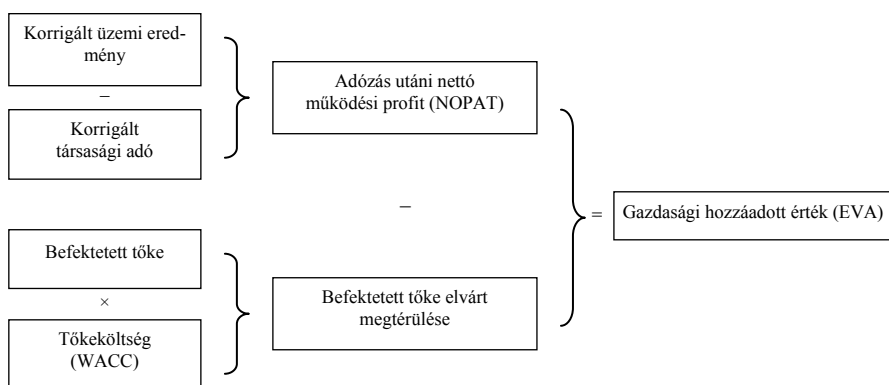 Korrigált üzemi ered-
mény
–
Korrigált
társasági adó
Adózás utáni nettó
működési profit (NOPAT)
–
=
Gazdasági hozzáadott érték (EVA)
Befektetett tőke
×
Tőkeköltség
(WACC)
Befektetett tőke elvárt
megtérülése